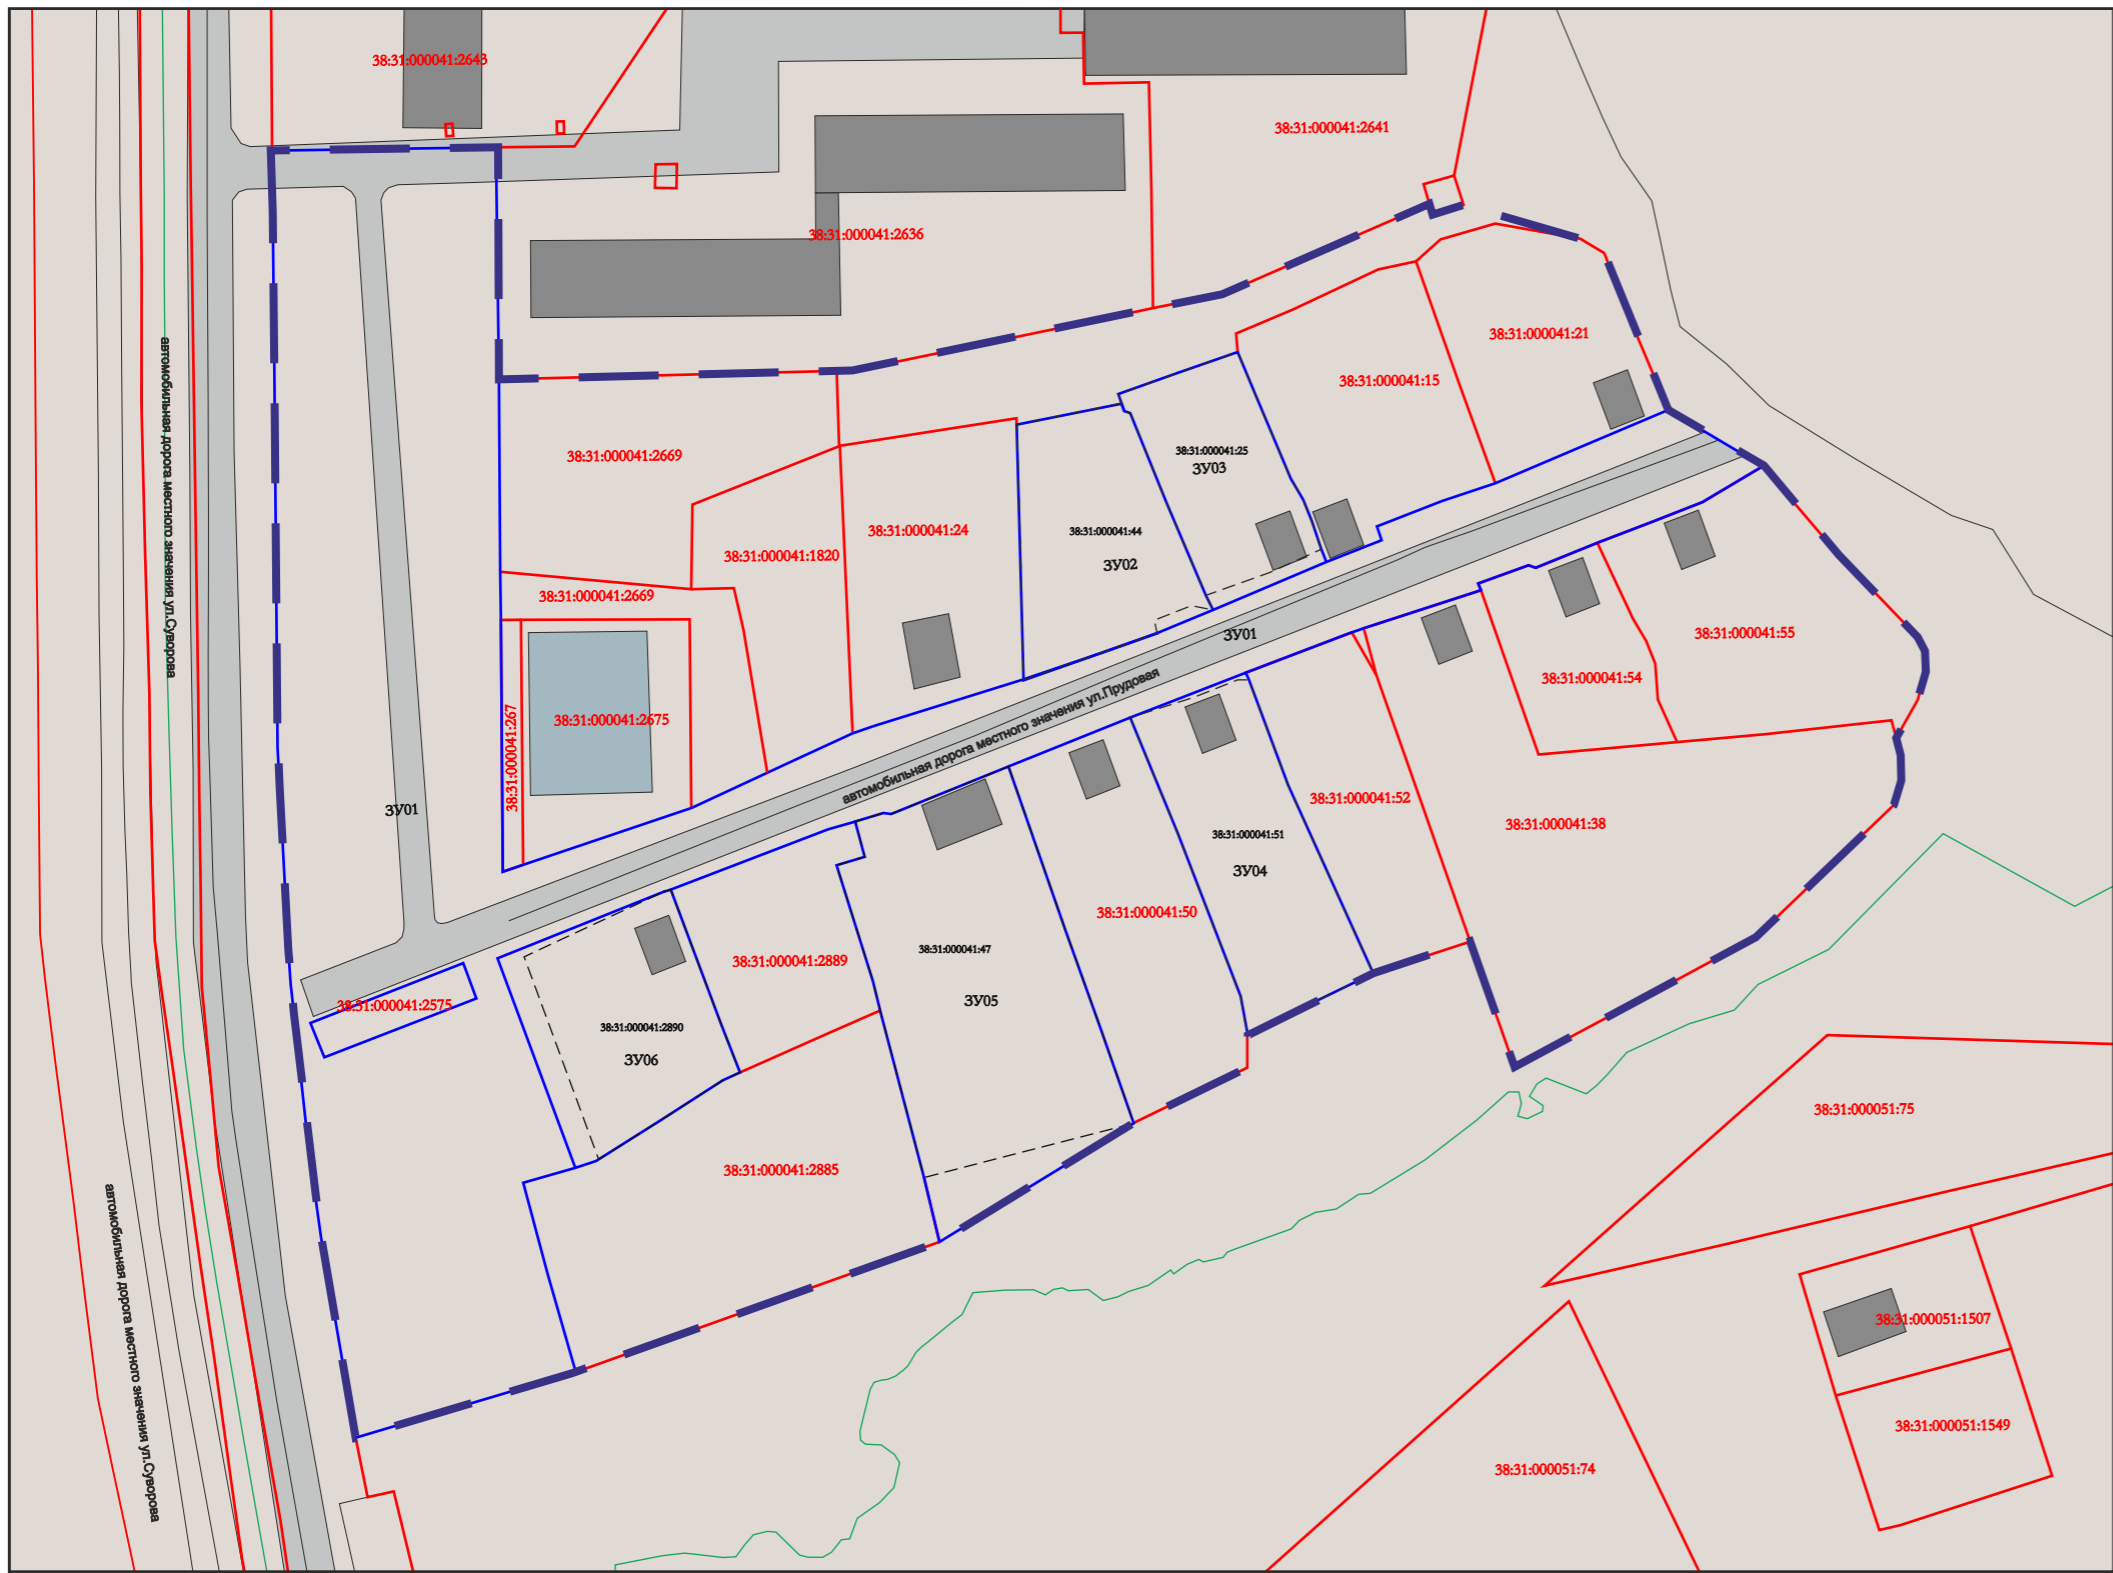 38:31:000041:2643
38:31:000041:2641
38:31:000041:2636
38:31:000041:21
38:31:000041:15
автомобильная дорога местного значения ул.Суворова
38:31:000041:2669
38:31:000041:25
ЗУ03
38:31:000041:24
38:31:000041:44
ЗУ02
38:31:000041:1820
38:31:000041:2669
ЗУ01
38:31:000041:55
38:31:000041:54
автомобильная дорога местного значения ул.Прудовая
38:31:000041:267
38:31:000041:2675
ЗУ01
38:31:000041:52
38:31:000041:38
38:31:000041:51
ЗУ04
38:31:000041:50
38:31:000041:47
38:31:000041:2889
ЗУ05
38:31:000041:2575
38:31:000041:2890
ЗУ06
38:31:000051:75
38:31:000041:2885
автомобильная дорога местного значения ул.Суворова
38:31:000051:1507
38:31:000051:1549
38:31:000051:74